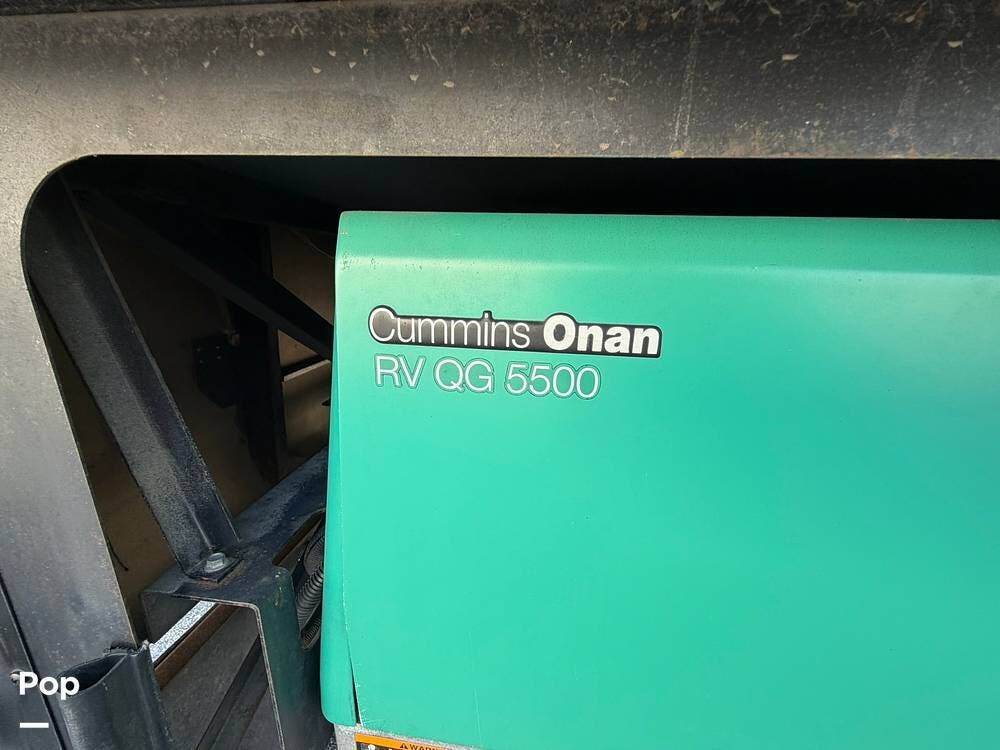 Cummins Onan
RV QG 5500
Pop